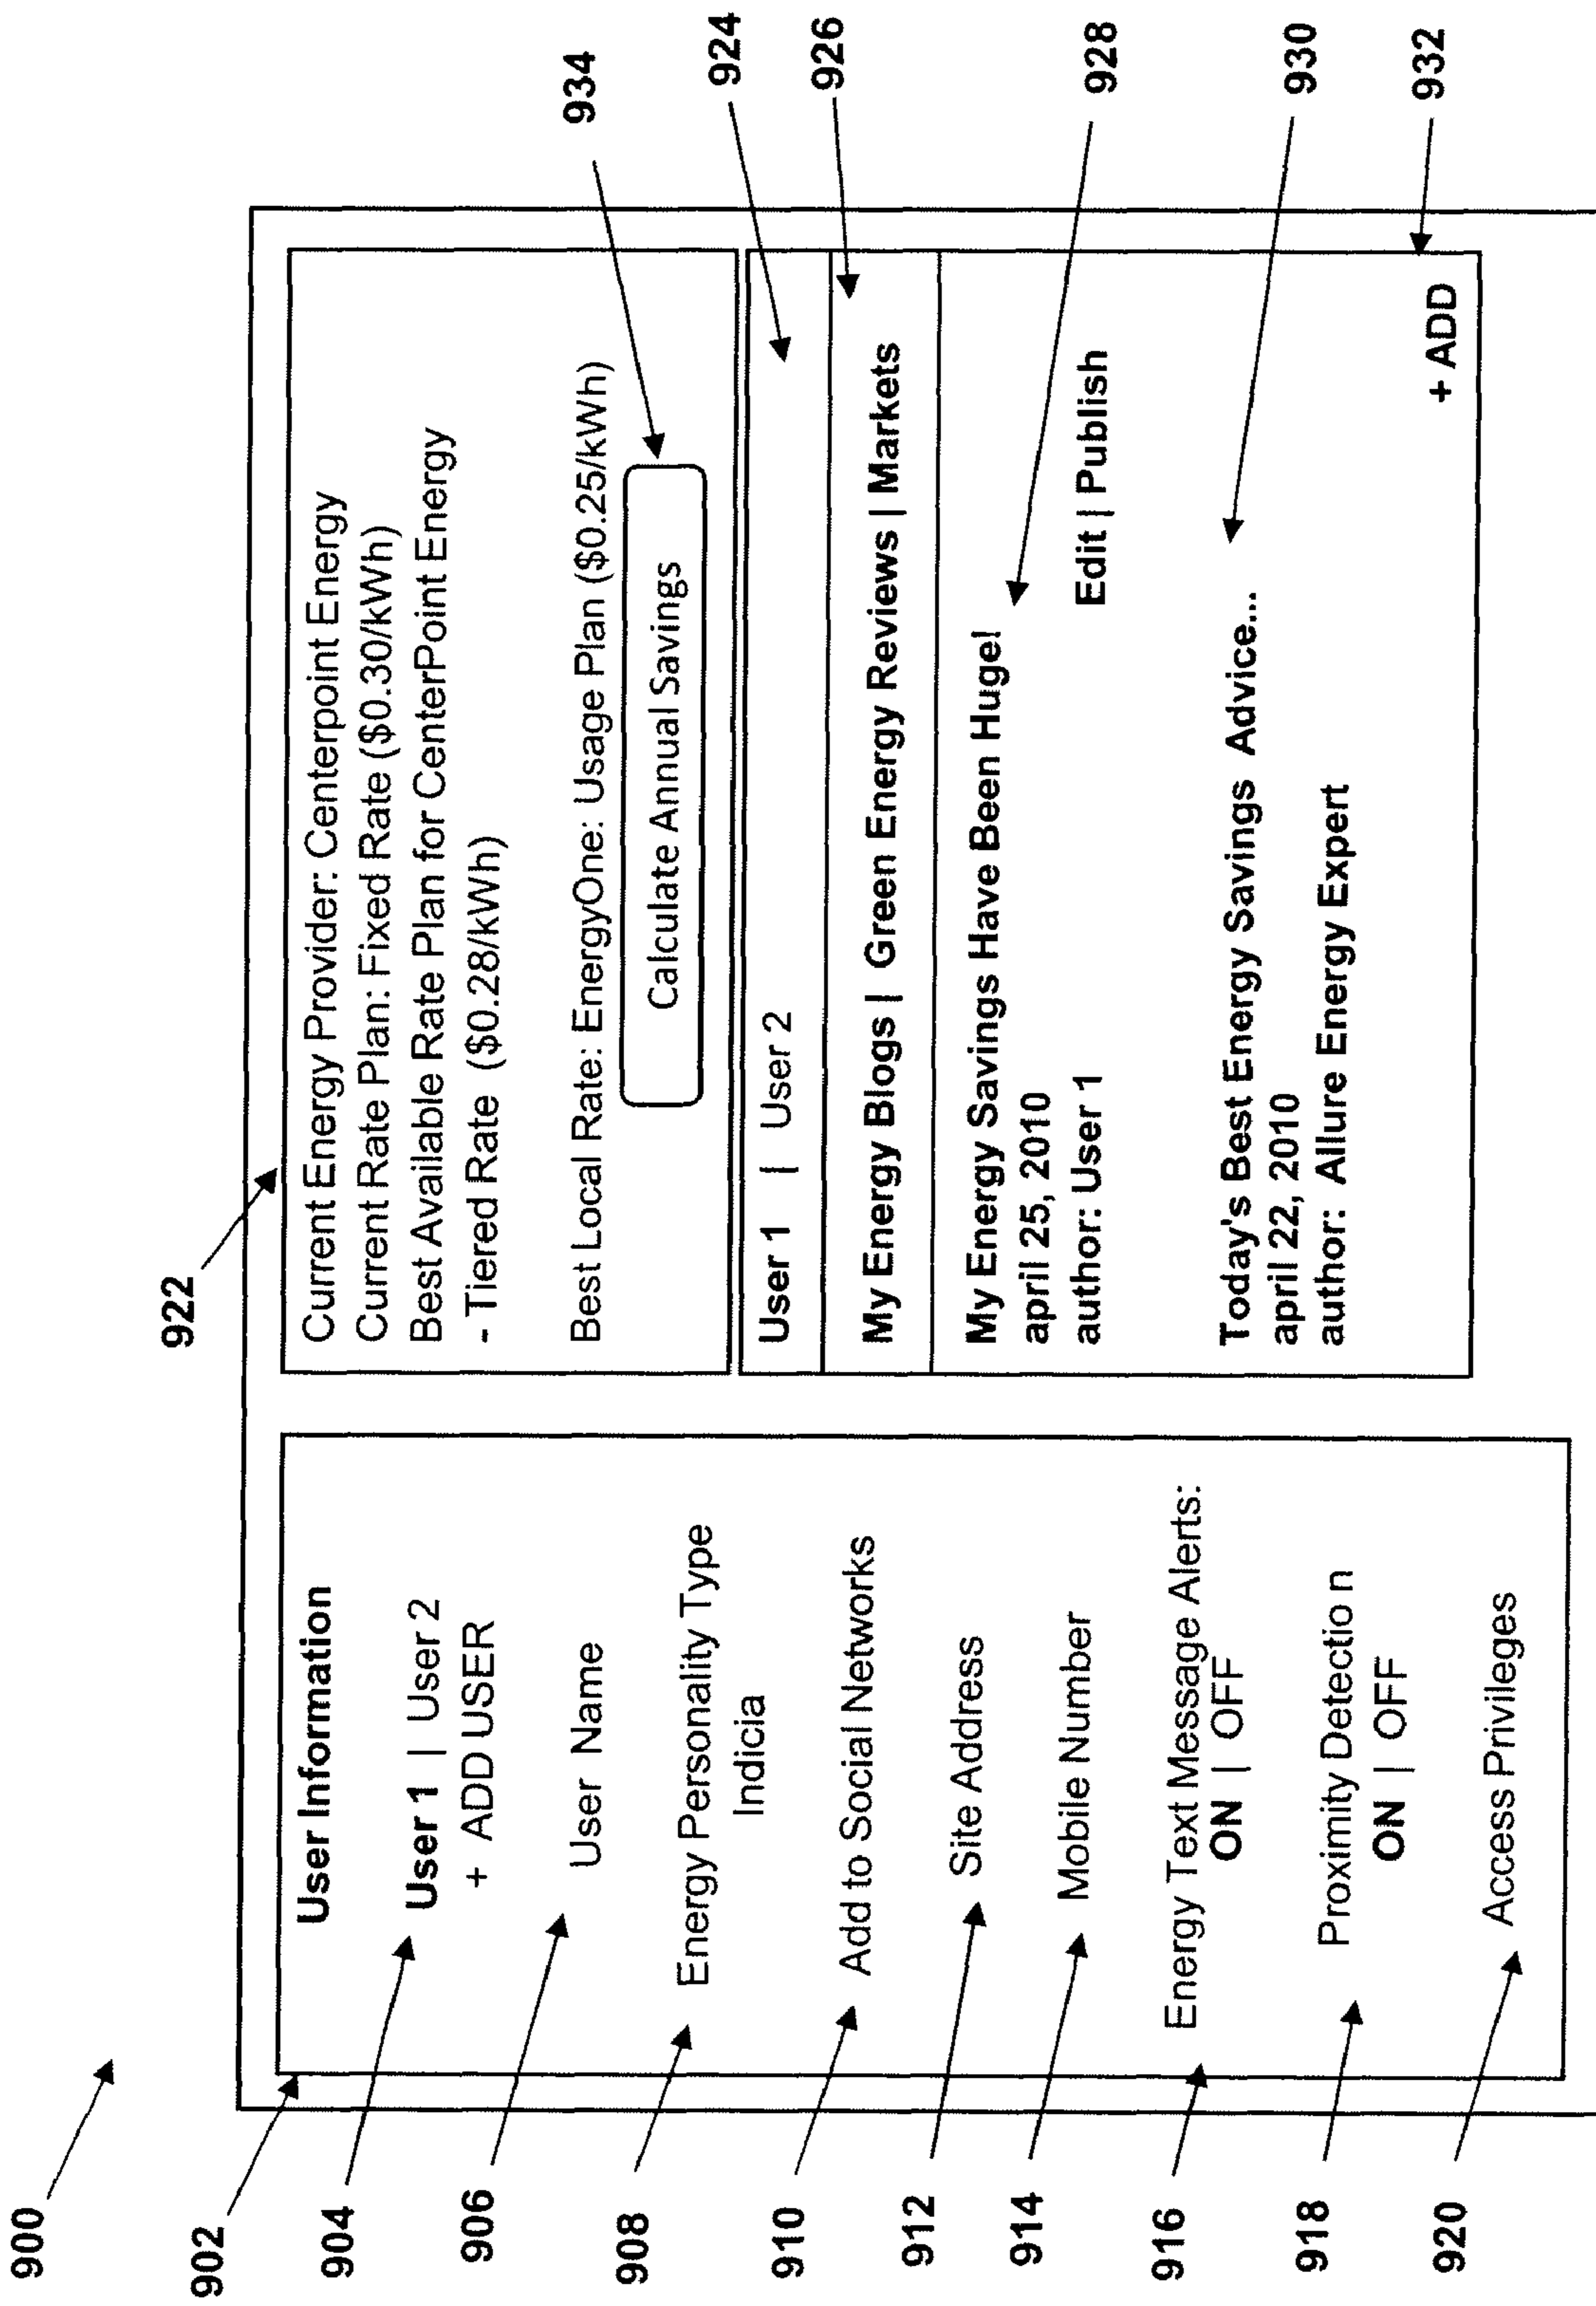 900
902
904
906
908
910
912
914
916
918
920
User Information
User 1 | User 2
+ ADD USER
User Name
Energy Personality Type
Indicia
Add to Social Networks
Site Address
Mobile Number
Energy Text Message Alerts:
ON | OFF
Proximity Detectio n
ON | OFF
Access Privileges
922
Current Energy Provider: Centerpoint Energy
Current Rate Plan: Fixed Rate ($0.30/kWh)
Best Available Rate Plan for CenterPoint Energy
- Tiered Rate ($0.28/kWh)
Best Local Rate: EnergyOne: Usage Plan ($0.25/kWh)
Calculate Annual Savings
User 1 | User 2
My Energy Blogs | Green Energy Reviews | Markets
My Energy Savings Have Been Huge!
april 25, 2010
author: User 1
Edit | Publish
Today's Best Energy Savings Advice...
april 22, 2010
author: Allure Energy Expert
+ ADD
934
924
926
928
930
932